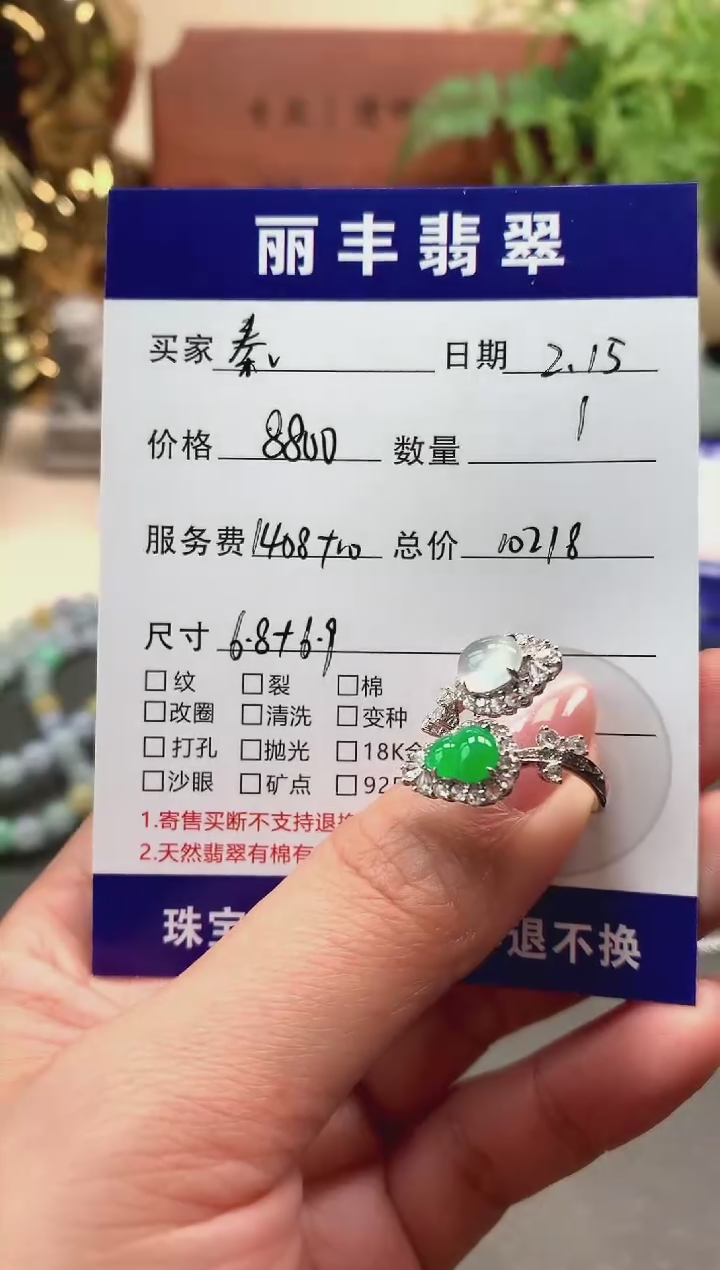 丽丰翡翠
买家 秦v 日期 2.15
价格 8800 数量 1
服务费 1408+10 总价 10218
尺寸 6.8+6.9
□纹 □裂 □棉
□改圈 □清洗 □变种
□打孔 □抛光 □18K金
□沙眼 □矿点 □925
1.寄售买断不支持退换
2.天然翡翠有棉有
珠宝 退不换